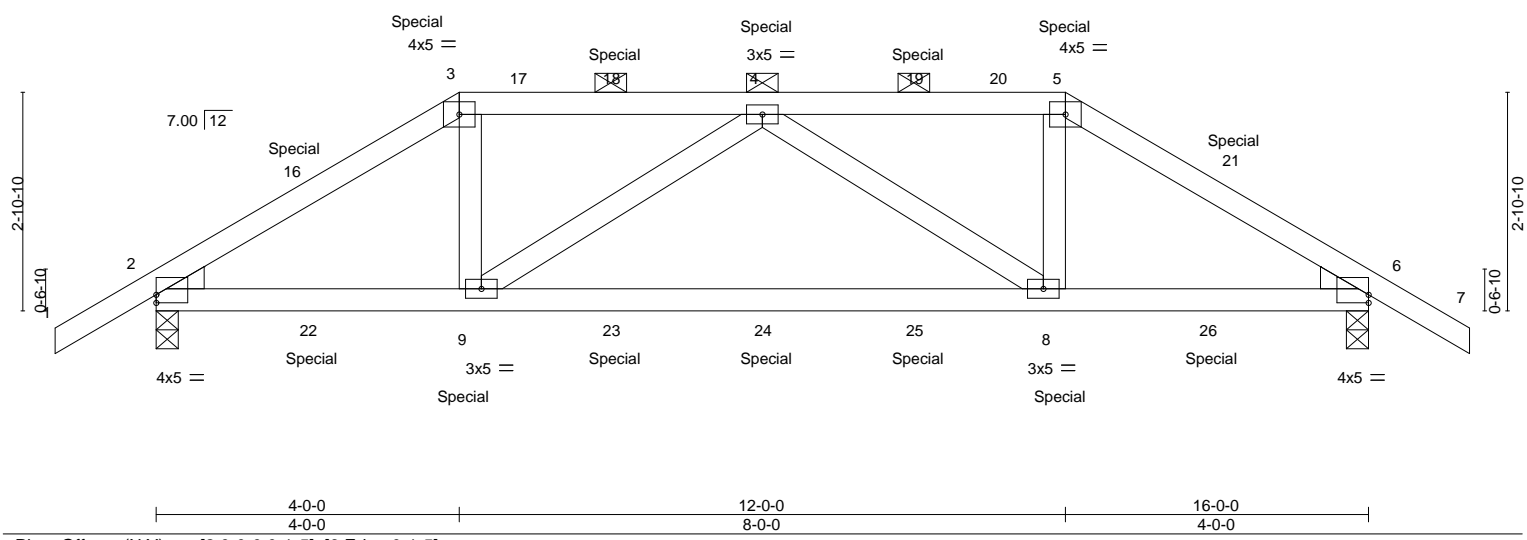 Special
4x5 =
Special
Special
3x5 =
Special
Special
4x5 =
3
17
18
4
19
20
5
7.00 12
Special
16
Special
21
2-10-10
2-10-10
2
6
7
0-6-10
0-6-10
22
Special
9
3x5 =
Special
23
Special
24
Special
25
Special
8
3x5 =
Special
26
Special
4x5 =
4x5 =
4-0-0
12-0-0
16-0-0
4-0-0
8-0-0
4-0-0